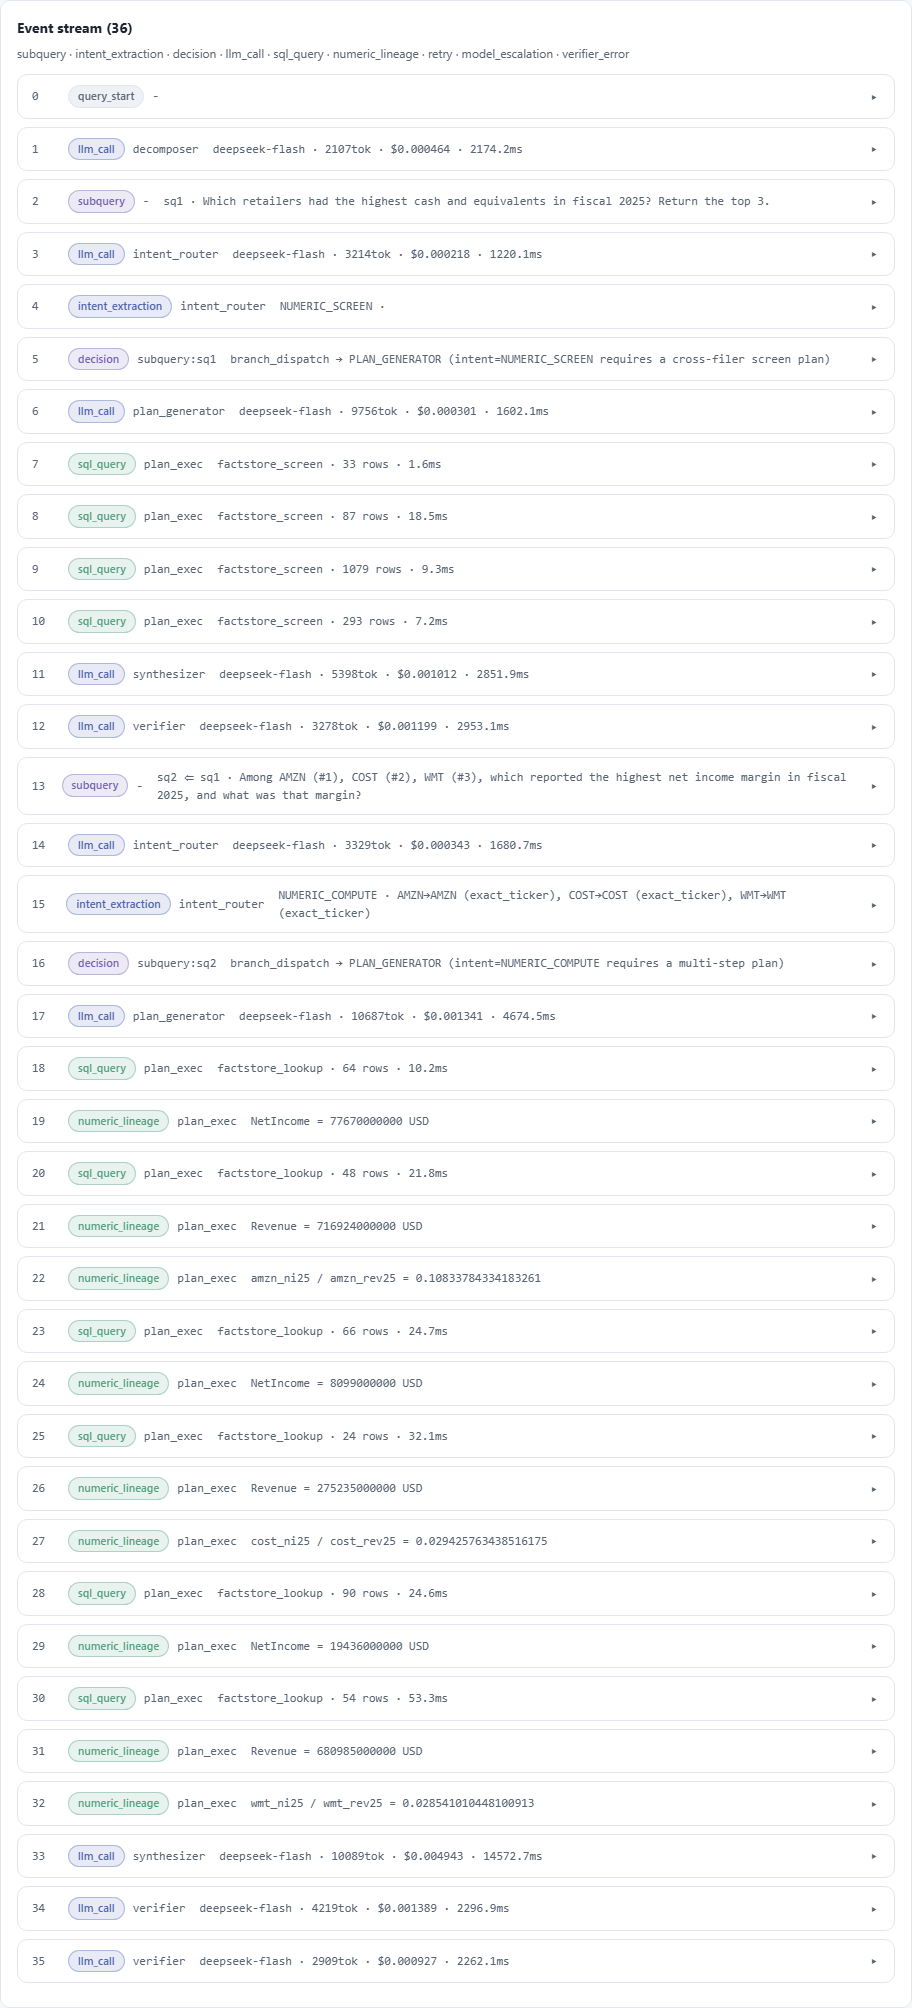 Event stream (36)
subquery · intent_extraction · decision · llm_call · sql_query · numeric_lineage · retry · model_escalation · verifier_error
0 query_start - ▸
1 llm_call decomposer deepseek-flash · 2107tok · $0.000464 · 2174.2ms ▸
2 subquery - sq1 · Which retailers had the highest cash and equivalents in fiscal 2025? Return the top 3. ▸
3 llm_call intent_router deepseek-flash · 3214tok · $0.000218 · 1220.1ms ▸
4 intent_extraction intent_router NUMERIC_SCREEN · ▸
5 decision subquery:sq1 branch_dispatch → PLAN_GENERATOR (intent=NUMERIC_SCREEN requires a cross-filer screen plan) ▸
6 llm_call plan_generator deepseek-flash · 9756tok · $0.000301 · 1602.1ms ▸
7 sql_query plan_exec factstore_screen · 33 rows · 1.6ms ▸
8 sql_query plan_exec factstore_screen · 87 rows · 18.5ms ▸
9 sql_query plan_exec factstore_screen · 1079 rows · 9.3ms ▸
10 sql_query plan_exec factstore_screen · 293 rows · 7.2ms ▸
11 llm_call synthesizer deepseek-flash · 5398tok · $0.001012 · 2851.9ms ▸
12 llm_call verifier deepseek-flash · 3278tok · $0.001199 · 2953.1ms ▸
13 subquery - sq2 ⇐ sq1 · Among AMZN (#1), COST (#2), WMT (#3), which reported the highest net income margin in fiscal
2025, and what was that margin? ▸
14 llm_call intent_router deepseek-flash · 3329tok · $0.000343 · 1680.7ms ▸
15 intent_extraction intent_router NUMERIC_COMPUTE · AMZN→AMZN (exact_ticker), COST→COST (exact_ticker), WMT→WMT
(exact_ticker) ▸
16 decision subquery:sq2 branch_dispatch → PLAN_GENERATOR (intent=NUMERIC_COMPUTE requires a multi-step plan) ▸
17 llm_call plan_generator deepseek-flash · 10687tok · $0.001341 · 4674.5ms ▸
18 sql_query plan_exec factstore_lookup · 64 rows · 10.2ms ▸
19 numeric_lineage plan_exec NetIncome = 77670000000 USD ▸
20 sql_query plan_exec factstore_lookup · 48 rows · 21.8ms ▸
21 numeric_lineage plan_exec Revenue = 716924000000 USD ▸
22 numeric_lineage plan_exec amzn_ni25 / amzn_rev25 = 0.10833784334183261 ▸
23 sql_query plan_exec factstore_lookup · 66 rows · 24.7ms ▸
24 numeric_lineage plan_exec NetIncome = 8099000000 USD ▸
25 sql_query plan_exec factstore_lookup · 24 rows · 32.1ms ▸
26 numeric_lineage plan_exec Revenue = 275235000000 USD ▸
27 numeric_lineage plan_exec cost_ni25 / cost_rev25 = 0.029425763438516175 ▸
28 sql_query plan_exec factstore_lookup · 90 rows · 24.6ms ▸
29 numeric_lineage plan_exec NetIncome = 19436000000 USD ▸
30 sql_query plan_exec factstore_lookup · 54 rows · 53.3ms ▸
31 numeric_lineage plan_exec Revenue = 680985000000 USD ▸
32 numeric_lineage plan_exec wmt_ni25 / wmt_rev25 = 0.028541010448100913 ▸
33 llm_call synthesizer deepseek-flash · 10089tok · $0.004943 · 14572.7ms ▸
34 llm_call verifier deepseek-flash · 4219tok · $0.001389 · 2296.9ms ▸
35 llm_call verifier deepseek-flash · 2909tok · $0.000927 · 2262.1ms ▸